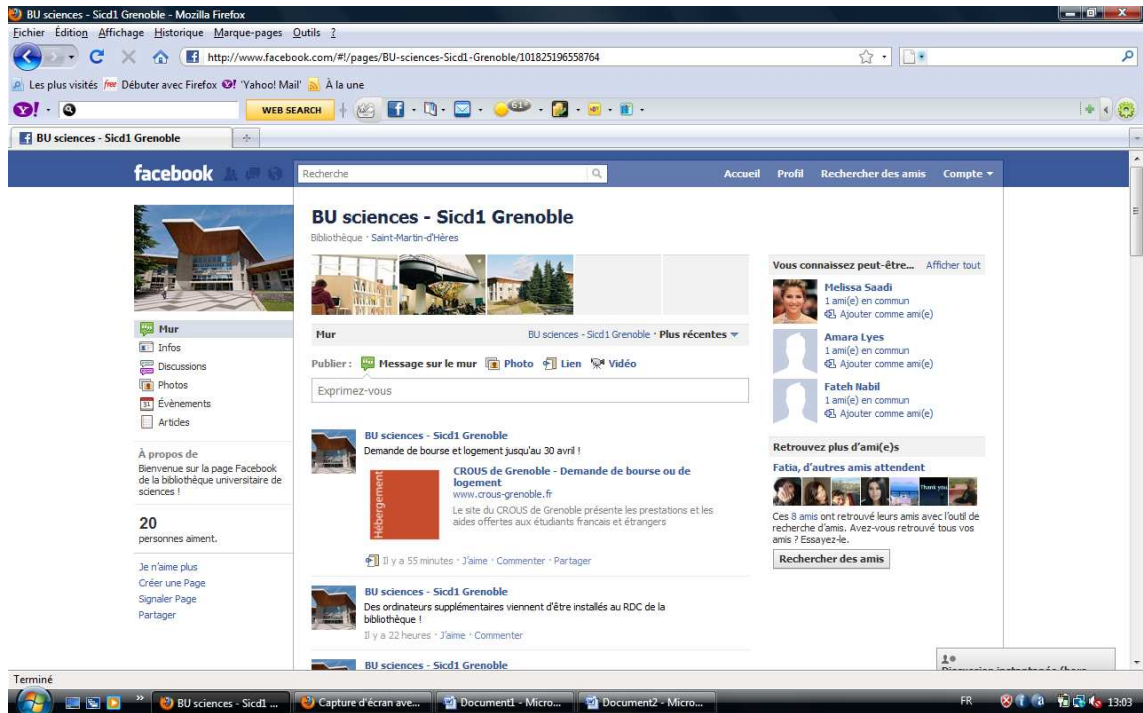 BU sciences - Sicd1 Grenoble - Mozilla Firefox
Fichier Edition Affichage Historique Marque-pages Outils ?
http://www.facebook.com/#!/pages/BU-sciences-Sicd1-Grenoble/101825196558764
Les plus visités Débuter avec Firefox 'Yahoo! Mail' À la une
WEB SEARCH
BU sciences - Sicd1 Grenoble
facebook
Recherche
Accueil Profil Rechercher des amis Compte
BU sciences - Sicd1 Grenoble
Bibliothèque · Saint-Martin-d'Hères
Mur
Infos
Discussions
Photos
31 Évènements
Articles
À propos de
Bienvenue sur la page Facebook
de la bibliothèque universitaire de
sciences !
20
personnes aiment.
Je n'aime plus
Créer une Page
Signaler Page
Partager
Mur
BU sciences - Sicd1 Grenoble · Plus récentes
Publier : Message sur le mur Photo Lien Vidéo
Exprimez-vous
BU sciences - Sicd1 Grenoble
Demande de bourse et logement jusqu'au 30 avril !
Hébergement
CROUS de Grenoble - Demande de bourse ou de
logement
www.crous-grenoble.fr
Le site du CROUS de Grenoble présente les prestations et les
aides offertes aux étudiants francais et étrangers
Il y a 55 minutes · J'aime · Commenter · Partager
BU sciences - Sicd1 Grenoble
Des ordinateurs supplémentaires viennent d'être installés au RDC de la
bibliothèque !
Il y a 22 heures · J'aime · Commenter
BU sciences - Sicd1 Grenoble
Vous connaissez peut-être... Afficher tout
Melissa Saadi
1 ami(e) en commun
Ajouter comme ami(e)
Amara Lyes
1 ami(e) en commun
Ajouter comme ami(e)
Fateh Nabil
1 ami(e) en commun
Ajouter comme ami(e)
Retrouvez plus d'ami(e)s
Fatia, d'autres amis attendent
Thank you
Ces 8 amis ont retrouvé leurs amis avec l'outil de
recherche d'amis. Avez-vous retrouvé tous vos
amis ? Essayez-le.
Rechercher des amis
Terminé
BU sciences - Sicd1 ... Capture d'écran ave... Document1 - Micro... Document2 - Micro... FR 13:03